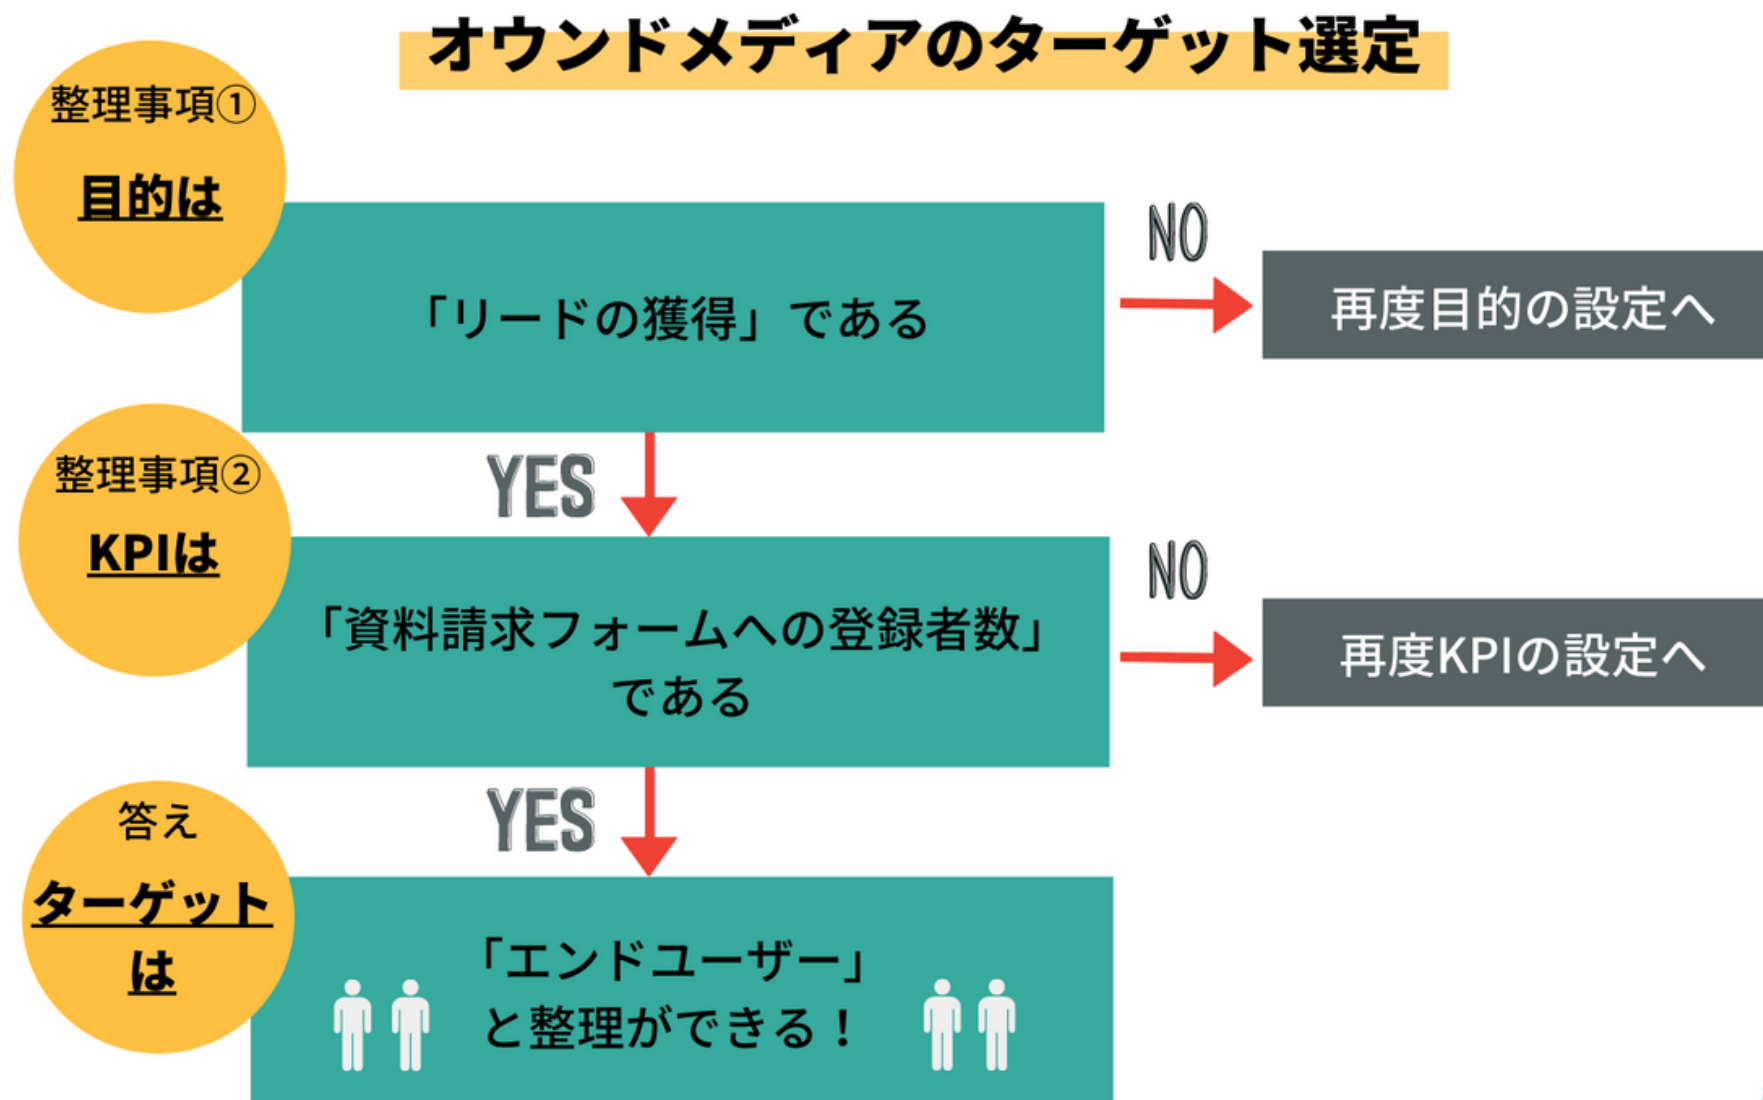 オウンドメディアのターゲット選定
整理事項①
目的は
「リードの獲得」である
NO
再度目的の設定へ
YES
整理事項②
KPIは
「資料請求フォームへの登録者数」
である
NO
再度KPIの設定へ
YES
答え
ターゲット
は
「エンドユーザー」
と整理ができる！